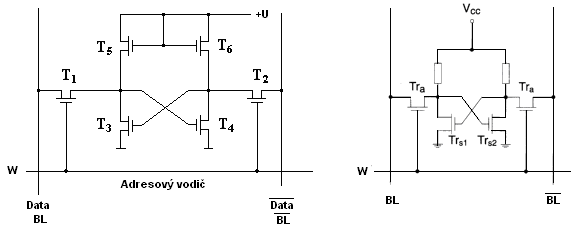 +U
T5 T6
T1 T2
T3 T4
W
Adresový vodič
Data
BL
Data
BL
VCC
Tra Tra
Trs1 Trs2
W
BL
BL